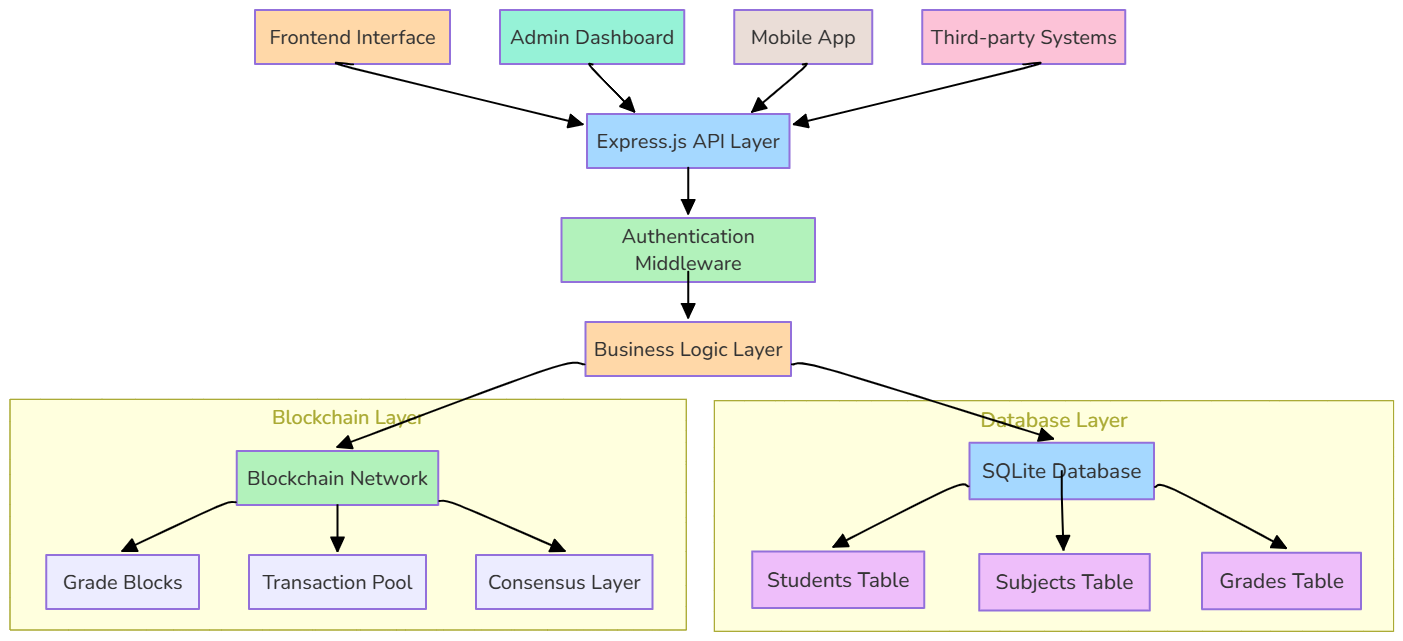 Frontend Interface
Admin Dashboard
Mobile App
Third-party Systems
Express.js API Layer
Authentication
Middleware
Business Logic Layer
Blockchain Layer
Database Layer
Blockchain Network
SQLite Database
Grade Blocks
Transaction Pool
Consensus Layer
Students Table
Subjects Table
Grades Table